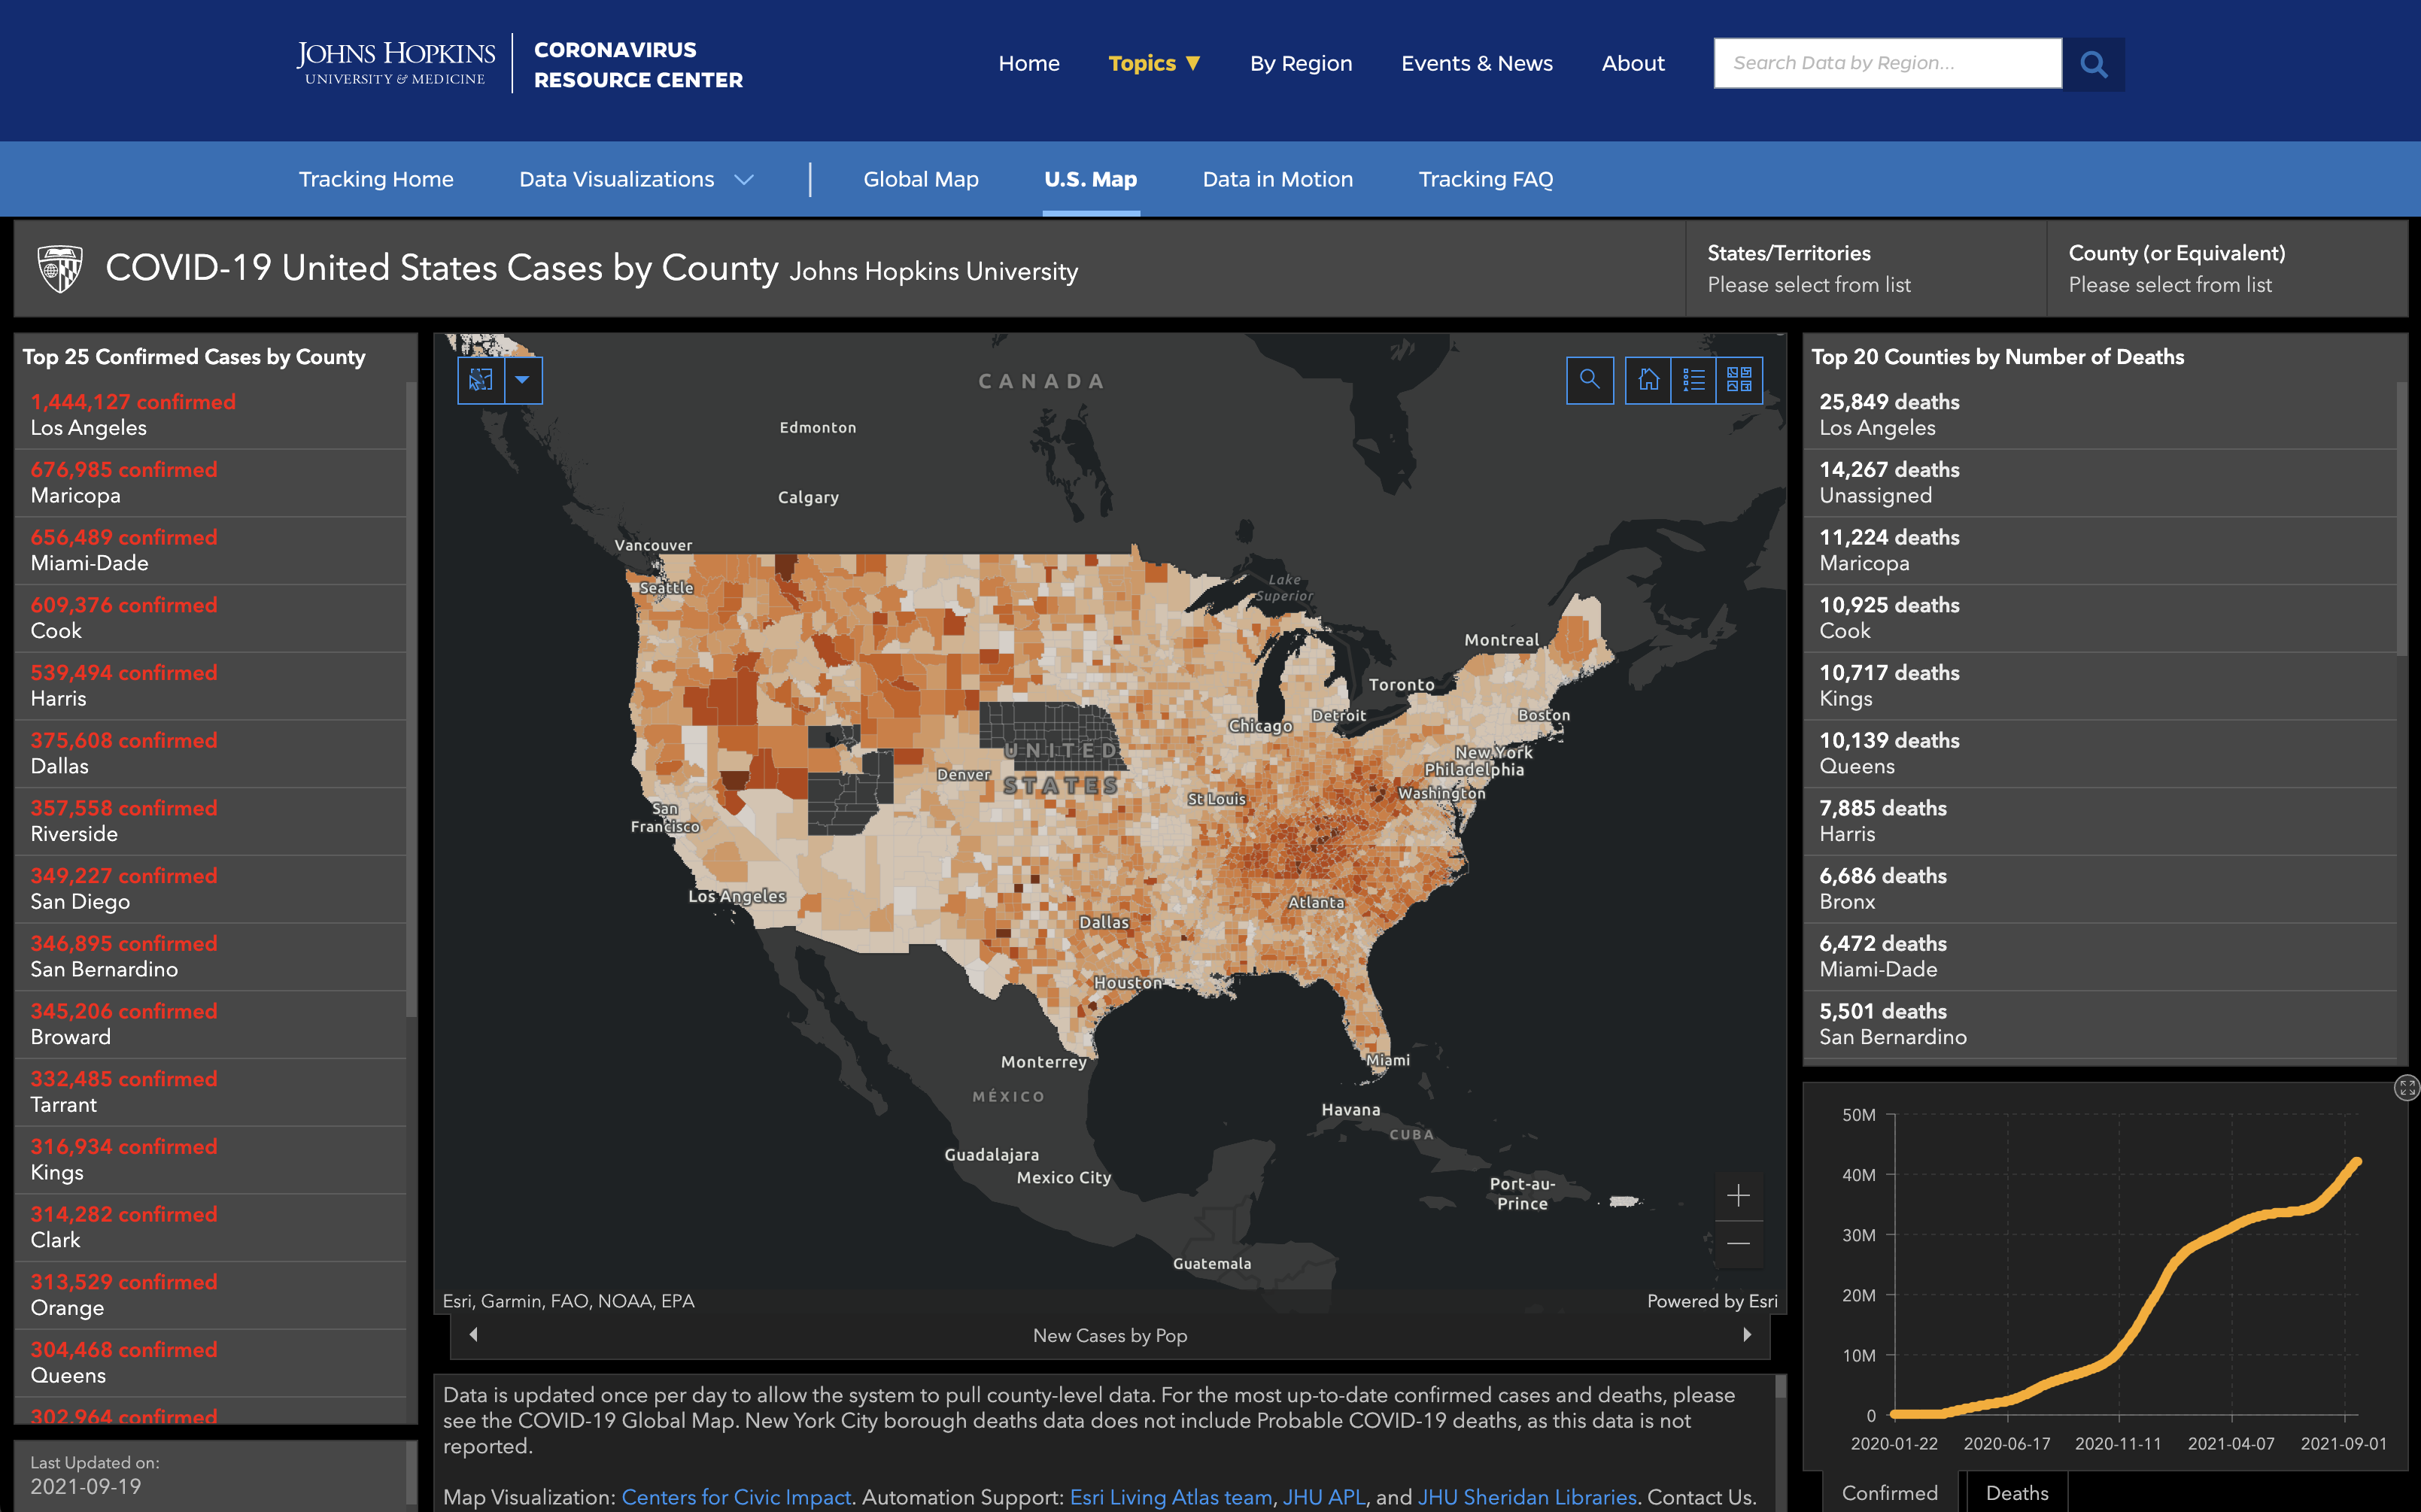 JOHNS HOPKINS
UNIVERSITY & MEDICINE
CORONAVIRUS
RESOURCE CENTER
Home
Topics ▼
By Region
Events & News
About
Search Data by Region...
Tracking Home
Data Visualizations
Global Map
U.S. Map
Data in Motion
Tracking FAQ
COVID-19 United States Cases by County Johns Hopkins University
States/Territories
Please select from list
County (or Equivalent)
Please select from list
Top 25 Confirmed Cases by County
1,444,127 confirmed
Los Angeles
676,985 confirmed
Maricopa
656,489 confirmed
Miami-Dade
609,376 confirmed
Cook
539,494 confirmed
Harris
375,608 confirmed
Dallas
357,558 confirmed
Riverside
349,227 confirmed
San Diego
346,895 confirmed
San Bernardino
345,206 confirmed
Broward
332,485 confirmed
Tarrant
316,934 confirmed
Kings
314,282 confirmed
Clark
313,529 confirmed
Orange
304,468 confirmed
Queens
302,964 confirmed
Last Updated on:
2021-09-19
CANADA
Edmonton
Calgary
Vancouver
Seattle
Lake
Superior
Montreal
Toronto
Boston
Chicago
Detroit
New York
Philadelphia
UNITED
STATES
Denver
Washington
St Louis
San
Francisco
Los Angeles
Atlanta
Dallas
Houston
Miami
Monterrey
MÉXICO
Havana
CUBA
Guadalajara
Mexico City
Port-au-
Prince
Guatemala
Esri, Garmin, FAO, NOAA, EPA
Powered by Esri
New Cases by Pop
Data is updated once per day to allow the system to pull county-level data. For the most up-to-date confirmed cases and deaths, please
see the COVID-19 Global Map. New York City borough deaths data does not include Probable COVID-19 deaths, as this data is not
reported.
Map Visualization: Centers for Civic Impact. Automation Support: Esri Living Atlas team, JHU APL, and JHU Sheridan Libraries. Contact Us.
Top 20 Counties by Number of Deaths
25,849 deaths
Los Angeles
14,267 deaths
Unassigned
11,224 deaths
Maricopa
10,925 deaths
Cook
10,717 deaths
Kings
10,139 deaths
Queens
7,885 deaths
Harris
6,686 deaths
Bronx
6,472 deaths
Miami-Dade
5,501 deaths
San Bernardino
50M
40M
30M
20M
10M
0
2020-01-22
2020-06-17
2020-11-11
2021-04-07
2021-09-01
Confirmed
Deaths